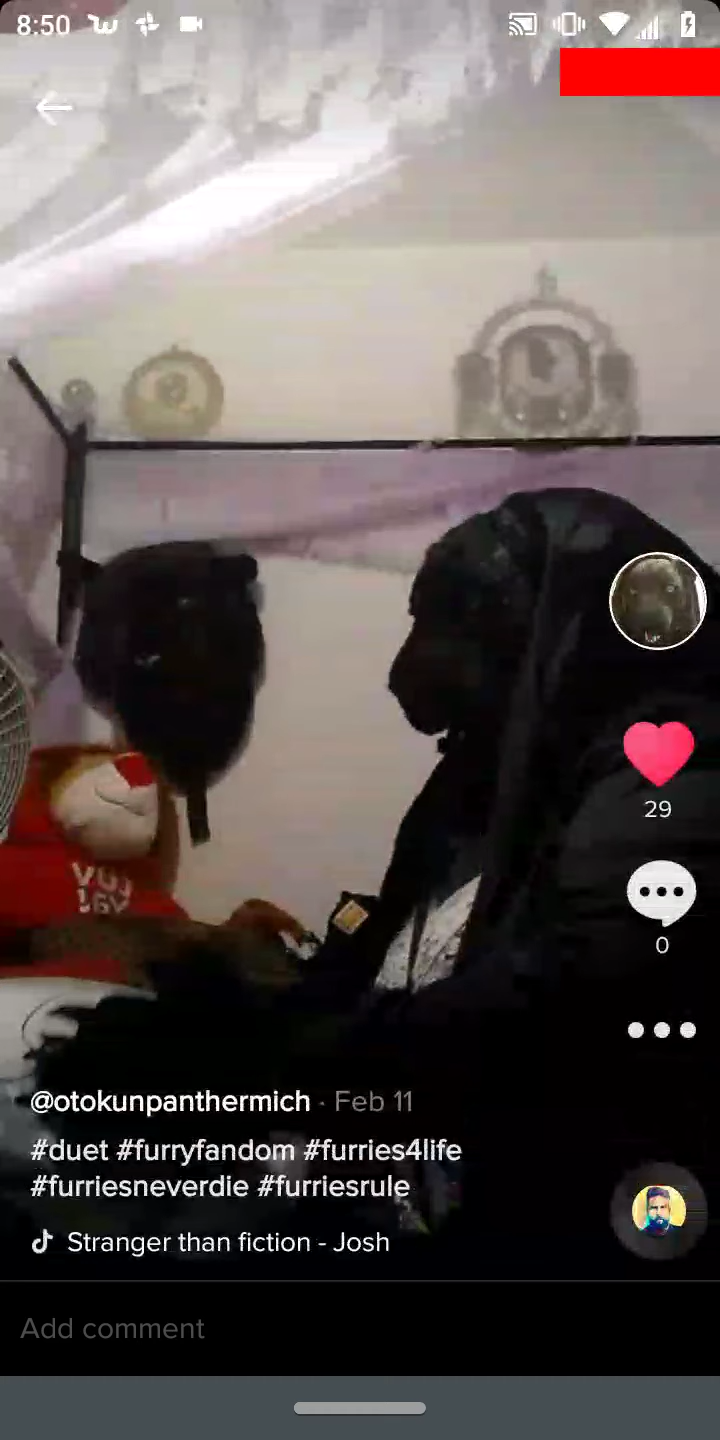 8:50
@otokunpanthermich · Feb 11
#duet #furryfandom #furries4life
#furriesneverdie #furriesrule
Stranger than fiction - Josh
29
0
Add comment